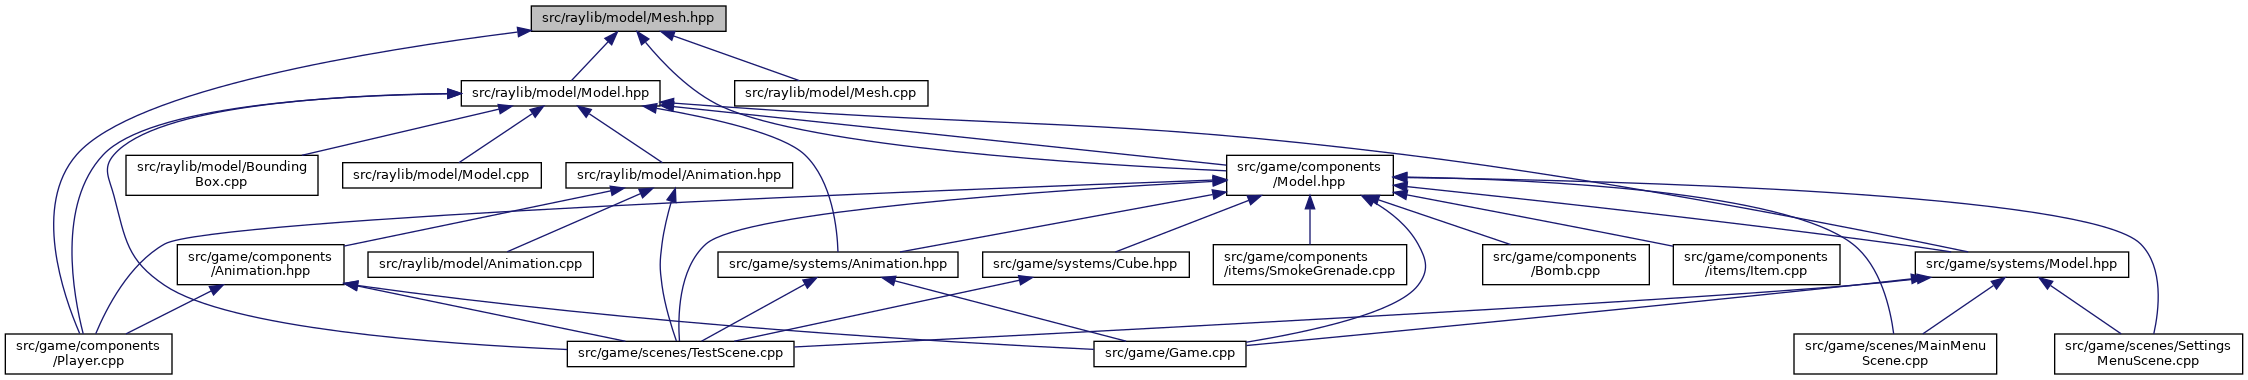 src/raylib/model/Mesh.hpp
src/raylib/model/Model.hpp
src/raylib/model/Mesh.cpp
src/raylib/model/Bounding
Box.cpp
src/raylib/model/Model.cpp
src/raylib/model/Animation.hpp
src/game/components
/Model.hpp
src/game/components
/Animation.hpp
src/raylib/model/Animation.cpp
src/game/systems/Animation.hpp
src/game/systems/Cube.hpp
src/game/components
/items/SmokeGrenade.cpp
src/game/components
/Bomb.cpp
src/game/components
/items/Item.cpp
src/game/systems/Model.hpp
src/game/components
/Player.cpp
src/game/scenes/TestScene.cpp
src/game/Game.cpp
src/game/scenes/MainMenu
Scene.cpp
src/game/scenes/Settings
MenuScene.cpp